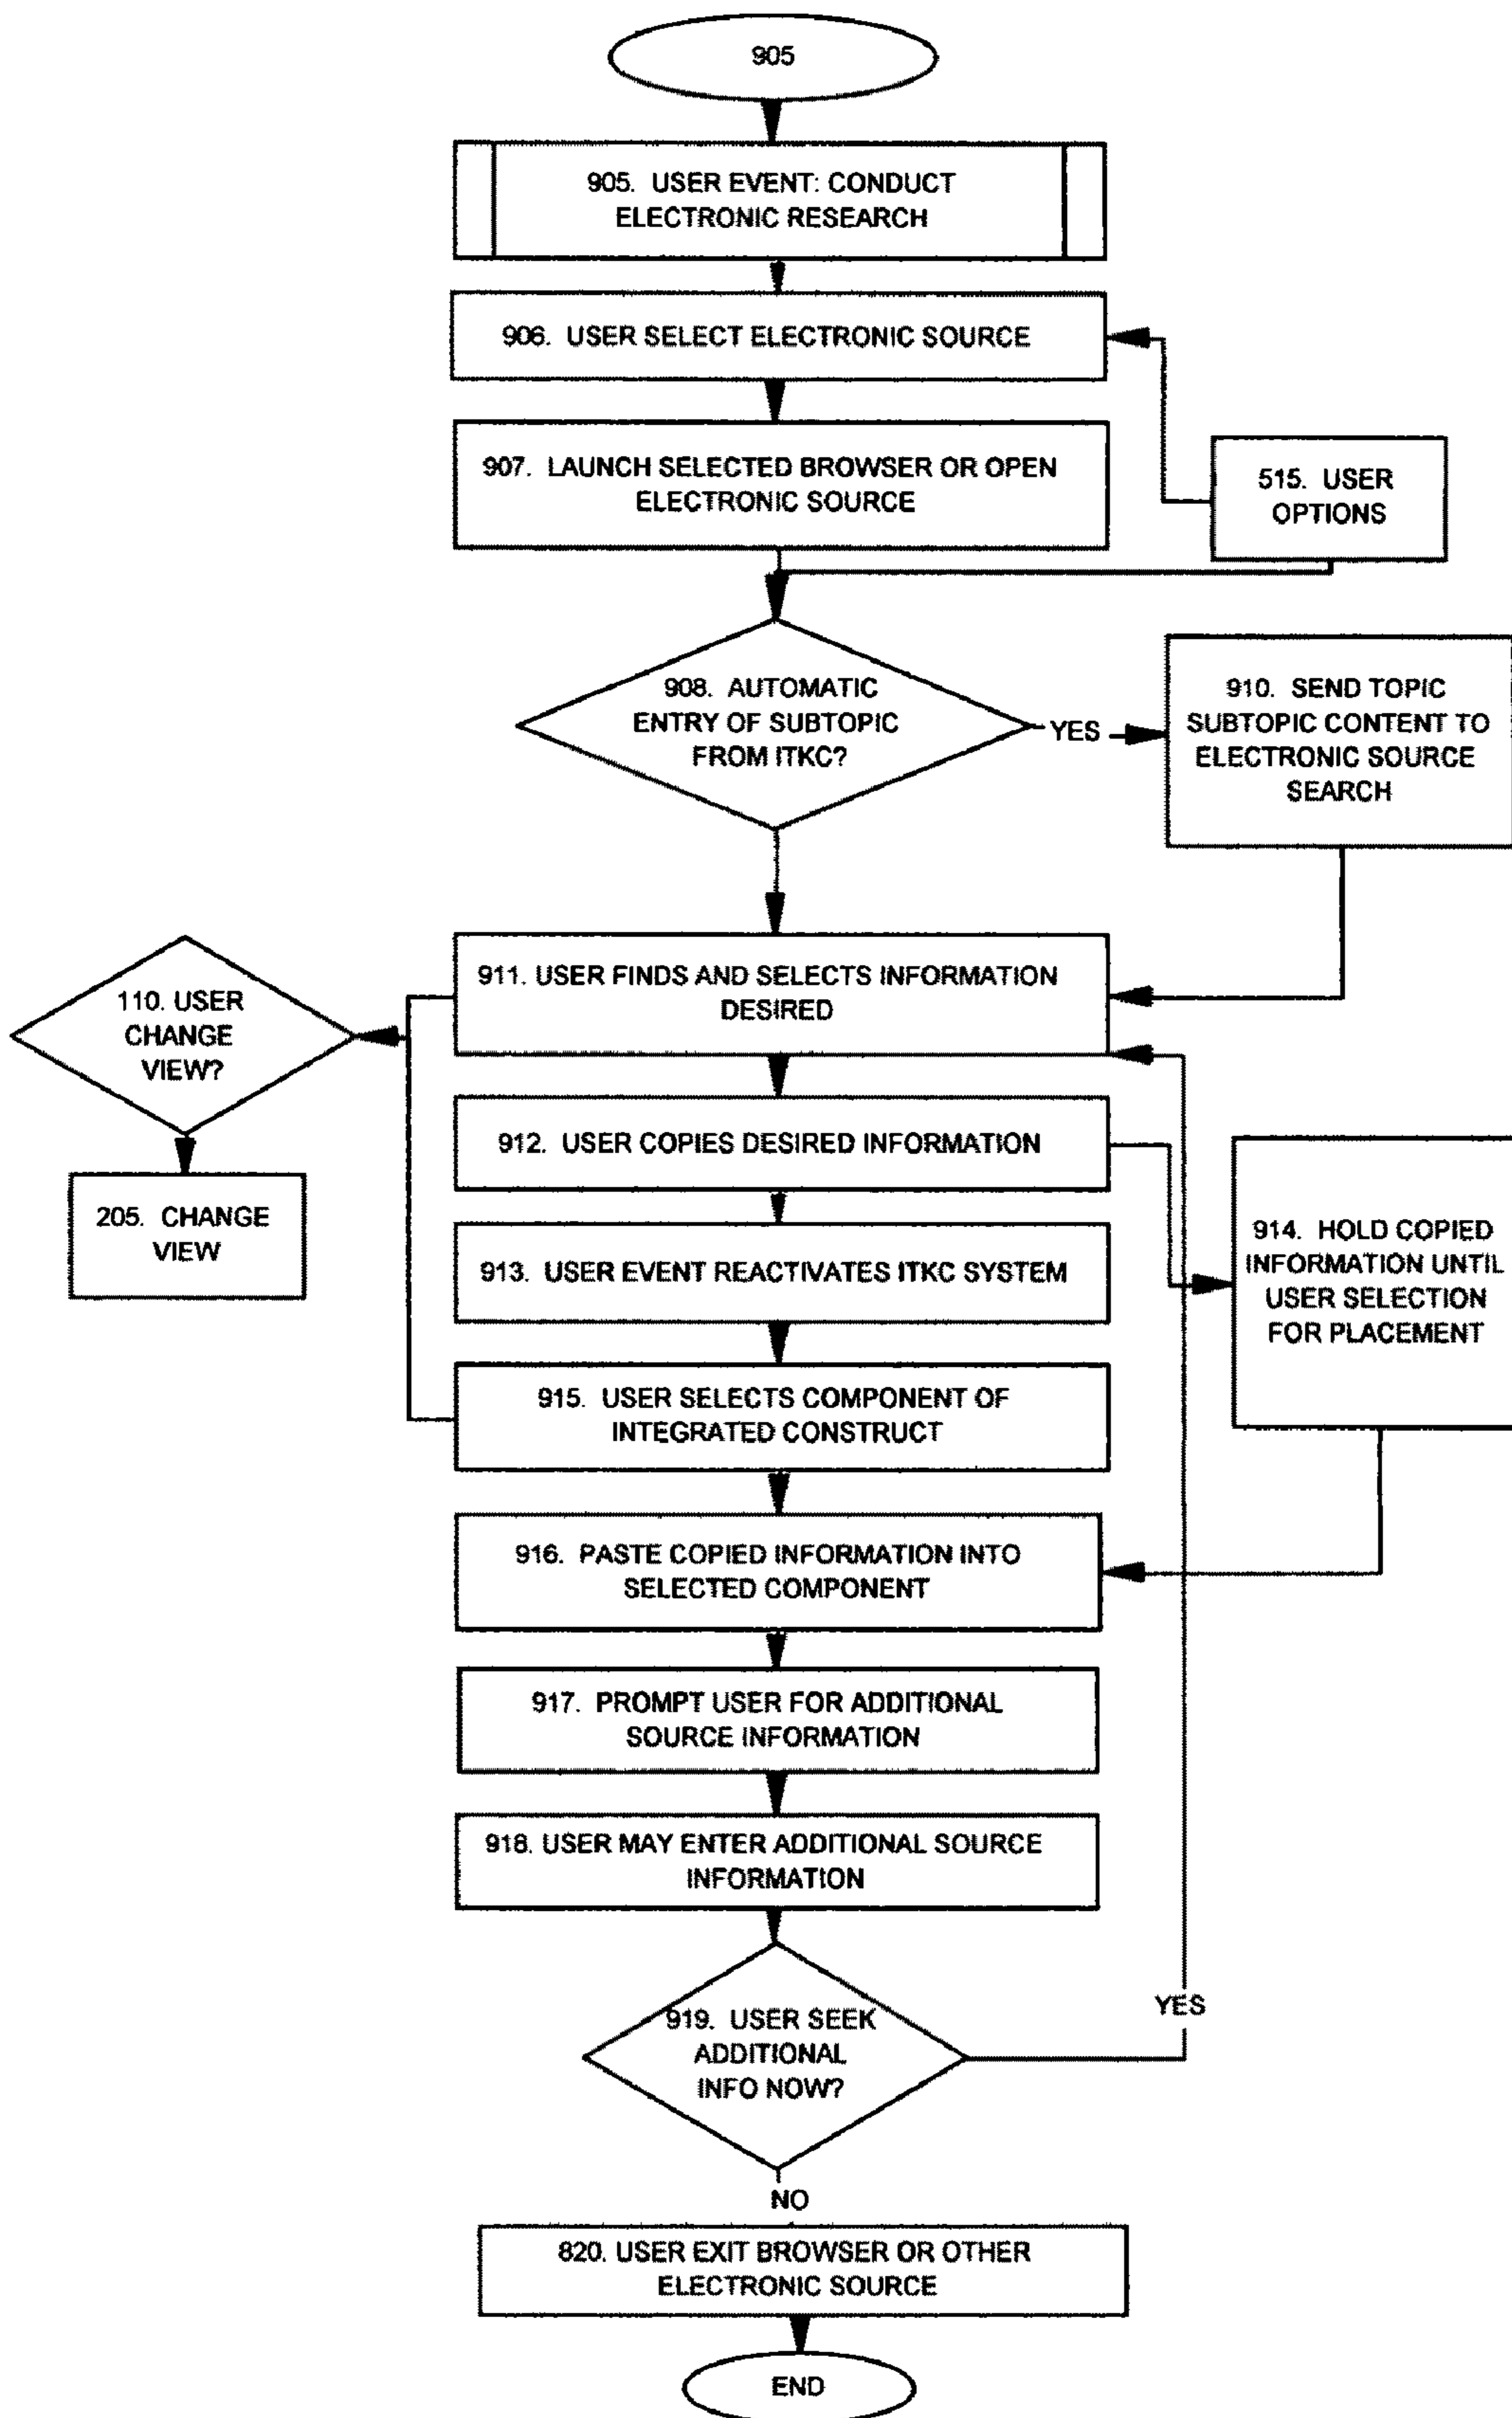 905
905. USER EVENT: CONDUCT
ELECTRONIC RESEARCH
906. USER SELECT ELECTRONIC SOURCE
907. LAUNCH SELECTED BROWSER OR OPEN
ELECTRONIC SOURCE
515. USER
OPTIONS
908. AUTOMATIC
ENTRY OF SUBTOPIC
FROM ITKC?
YES
910. SEND TOPIC
SUBTOPIC CONTENT TO
ELECTRONIC SOURCE
SEARCH
911. USER FINDS AND SELECTS INFORMATION
DESIRED
110. USER
CHANGE
VIEW?
205. CHANGE
VIEW
912. USER COPIES DESIRED INFORMATION
913. USER EVENT REACTIVATES ITKC SYSTEM
914. HOLD COPIED
INFORMATION UNTIL
USER SELECTION
FOR PLACEMENT
915. USER SELECTS COMPONENT OF
INTEGRATED CONSTRUCT
916. PASTE COPIED INFORMATION INTO
SELECTED COMPONENT
917. PROMPT USER FOR ADDITIONAL
SOURCE INFORMATION
918. USER MAY ENTER ADDITIONAL SOURCE
INFORMATION
919. USER SEEK
ADDITIONAL
INFO NOW?
YES
NO
820. USER EXIT BROWSER OR OTHER
ELECTRONIC SOURCE
END